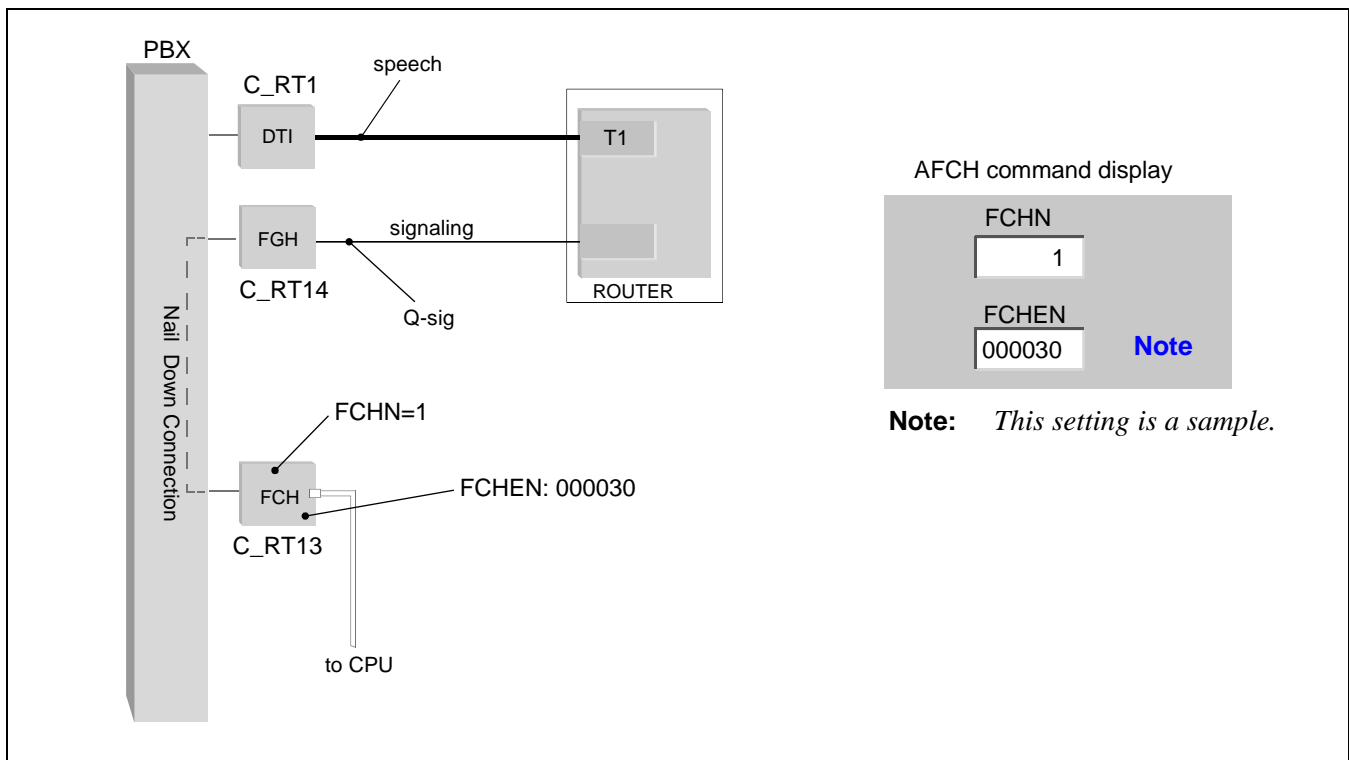 PBX
C_RT1
speech
DTI
T1
FGH
signaling
C_RT14
Q-sig
ROUTER
Nail Down Connection
FCHN=1
FCH
FCHEN: 000030
C_RT13
to CPU
AFCH command display
FCHN
1
FCHEN
000030 Note
Note: This setting is a sample.